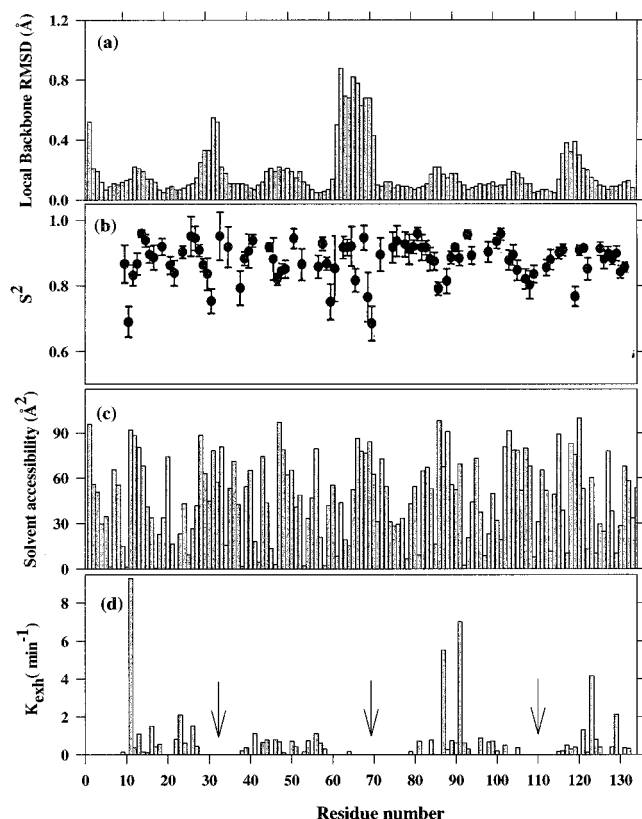 1.2
(a)
0.8
0.4
0.0
Local Backbone RMSD (Å)
1.0
(b)
0.8
0.6
S²
(c)
90
60
30
0
Solvent accessibility (Å²)
(d)
8
6
4
2
0
K_exh( min⁻¹)
0 10 20 30 40 50 60 70 80 90 100 110 120 130
Residue number